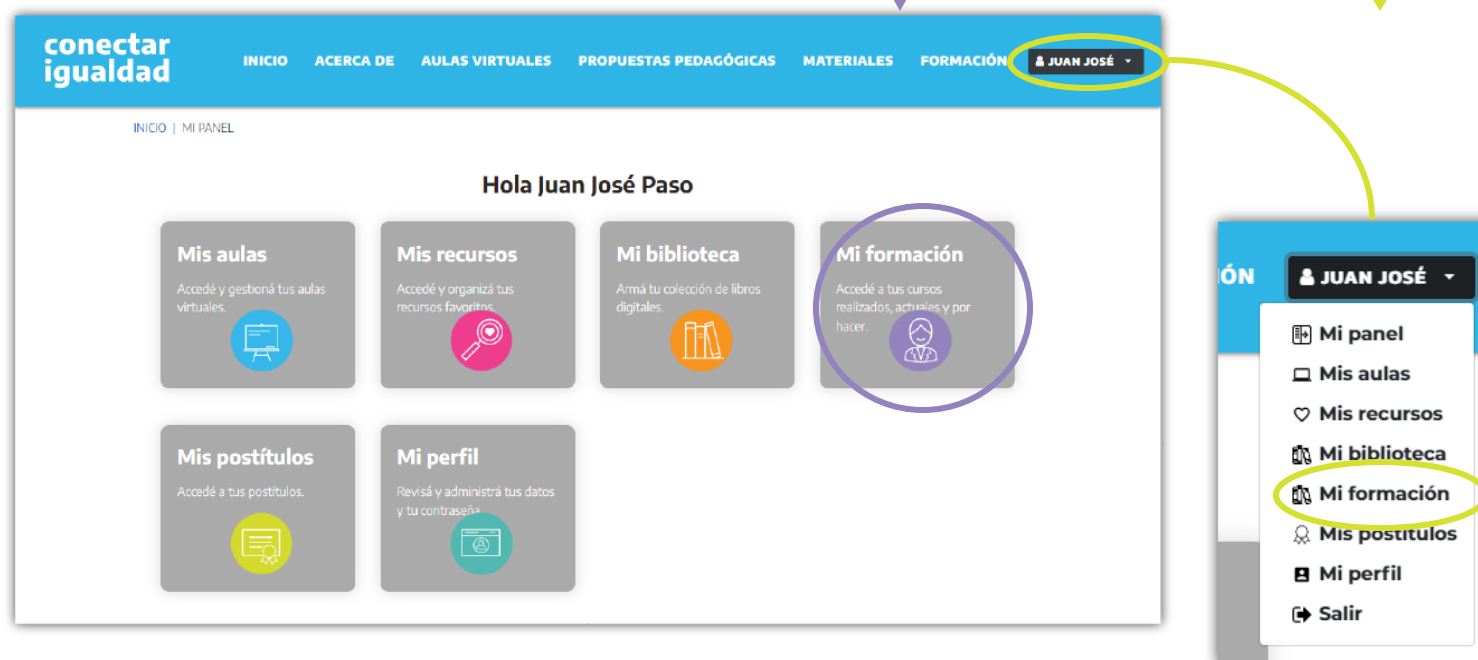 conectar
igualdad
INICIO ACERCA DE AULAS VIRTUALES PROPUESTAS PEDAGÓGICAS MATERIALES FORMACIÓN JUAN JOSÉ
INICIO | MI PANEL
Hola Juan José Paso
Mis aulas
Accedé y gestioná tus aulas
virtuales.
Mis recursos
Accedé y organizá tus
recursos favoritos.
Mi biblioteca
Armá tu colección de libros
digitales.
Mi formación
Accedé a tus cursos
realizados, actuales y por
hacer.
Mis postítulos
Accedé a tus postítulos.
Mi perfil
Revisá y administrá tus datos
y tu contraseña.
IÓN JUAN JOSÉ
Mi panel
Mis aulas
Mis recursos
Mi biblioteca
Mi formación
Mis postítulos
Mi perfil
Salir